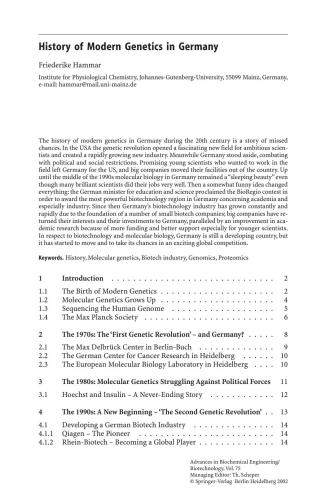 History of Modern Genetics in Germany
Friederike Hammar
Institute for Physiological Chemistry, Johannes-Gutenberg-University, 55099 Mainz, Germany,
e-mail: hammar@mail.uni-mainz.de
The history of modern genetics in Germany during the 20th century is a story of missed
chances. In the USA the genetic revolution opened a fascinating new field for ambitious scien-
tists and created a rapidly growing new industry. Meanwhile Germany stood aside, combating
with political and social restrictions. Promising young scientists who wanted to work in the
field left Germany for the US, and big companies moved their facilities out of the country. Up
until the middle of the 1990s molecular biology in Germany remained a "sleeping beauty" even
though many brilliant scientists did their jobs very well. Then a somewhat funny idea changed
everything: the German minister for education and science proclaimed the BioRegio contest in
order to award the most powerful biotechnology region in Germany concerning academia and
especially industry. Since then Germany's biotechnology industry has grown constantly and
rapidly due to the foundation of a number of small biotech companies; big companies have re-
turned their interests and their investments to Germany, paralleled by an improvement in aca-
demic research because of more funding and better support especially for younger scientists.
In respect to biotechnology and molecular biology, Germany is still a developing country, but
it has started to move and to take its chances in an exciting global competition.
Keywords. History, Molecular genetics, Biotech industry, Genomics, Proteomics
1 Introduction . . . . . . . . . . . . . . . . . . . . . . . . . . 2
1.1 The Birth of Modern Genetics . . . . . . . . . . . . . . . . . . 2
1.2 Molecular Genetics Grows Up . . . . . . . . . . . . . . . . . . 4
1.3 Sequencing the Human Genome . . . . . . . . . . . . . . . . . 5
1.4 The Max Planck Society . . . . . . . . . . . . . . . . . . . . . 6
2 The 1970s: The 'First Genetic Revolution' – and Germany? . . . . . 8
2.1 The Max Delbrück Center in Berlin-Buch . . . . . . . . . . . . 9
2.2 The German Center for Cancer Research in Heidelberg . . . . . . 10
2.3 The European Molecular Biology Laboratory in Heidelberg . . . . 10
3 The 1980s: Molecular Genetics Struggling Against Political Forces 11
3.1 Hoechst and Insulin – A Never-Ending Story . . . . . . . . . . 12
4 The 1990s: A New Beginning – 'The Second Genetic Revolution' . . 13
4.1 Developing a German Biotech Industry . . . . . . . . . . . . . 14
4.1.1 Qiagen – The Pioneer . . . . . . . . . . . . . . . . . . . . . 14
4.1.2 Rhein-Biotech – Becoming a Global Player . . . . . . . . . . . . 14
Advances in Biochemical Engineering/
Biotechnology, Vol. 75
Managing Editor: Th. Scheper
© Springer-Verlag Berlin Heidelberg 2002